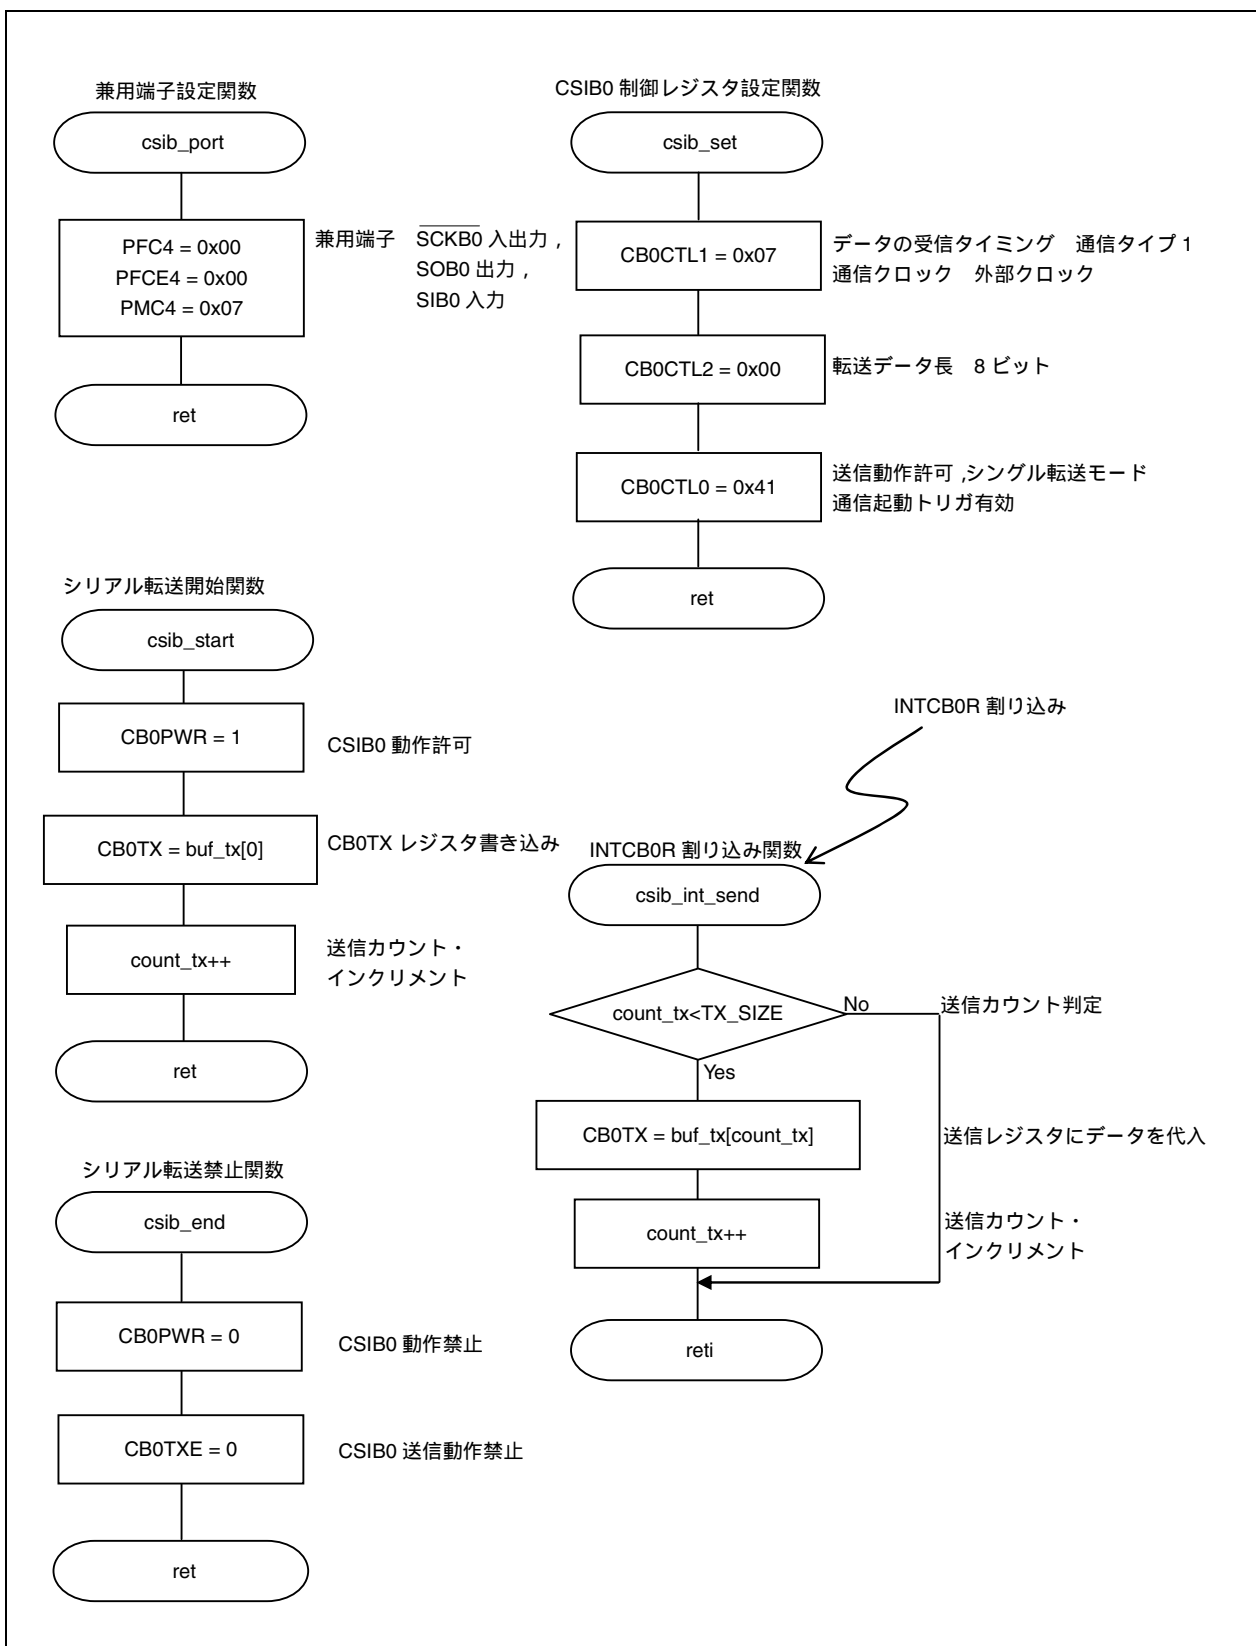 兼用端子設定関数
csib_port
PFC4 = 0x00
PFCE4 = 0x00
PMC4 = 0x07
兼用端子　SCKB0 入出力，
SOB0 出力，
SIB0 入力
ret
CSIB0 制御レジスタ設定関数
csib_set
CB0CTL1 = 0x07
データの受信タイミング　通信タイプ 1
通信クロック　外部クロック
CB0CTL2 = 0x00
転送データ長　8 ビット
CB0CTL0 = 0x41
送信動作許可，シングル転送モード
通信起動トリガ有効
ret
シリアル転送開始関数
csib_start
CB0PWR = 1
CSIB0 動作許可
CB0TX = buf_tx[0]
CB0TX レジスタ書き込み
count_tx++
送信カウント・
インクリメント
ret
INTCB0R 割り込み
INTCB0R 割り込み関数
csib_int_send
count_tx<TX_SIZE
No
送信カウント判定
Yes
CB0TX = buf_tx[count_tx]
送信レジスタにデータを代入
count_tx++
送信カウント・
インクリメント
reti
シリアル転送禁止関数
csib_end
CB0PWR = 0
CSIB0 動作禁止
CB0TXE = 0
CSIB0 送信動作禁止
ret